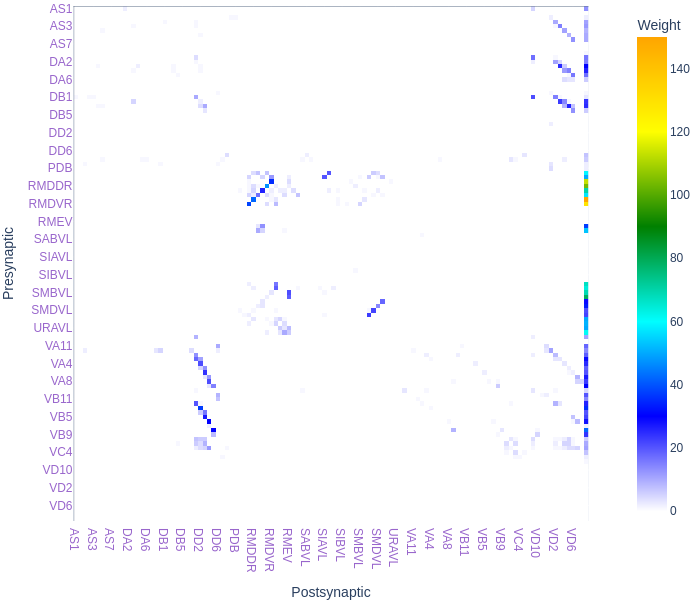 Weight
AS1
AS3
AS7
DA2
DA6
DB1
DB5
DD2
DD6
PDB
RMDDR
RMDVR
RMEV
SABVL
SIAVL
SIBVL
SMBVL
SMDVL
URAVL
VA11
VA4
VA8
VB11
VB5
VB9
VC4
VD10
VD2
VD6
Presynaptic
140
120
100
80
60
40
20
0
AS1
AS3
AS7
DA2
DA6
DB1
DB5
DD2
DD6
PDB
RMDDR
RMDVR
RMEV
SABVL
SIAVL
SIBVL
SMBVL
SMDVL
URAVL
VA11
VA4
VA8
VB11
VB5
VB9
VC4
VD10
VD2
VD6
Postsynaptic